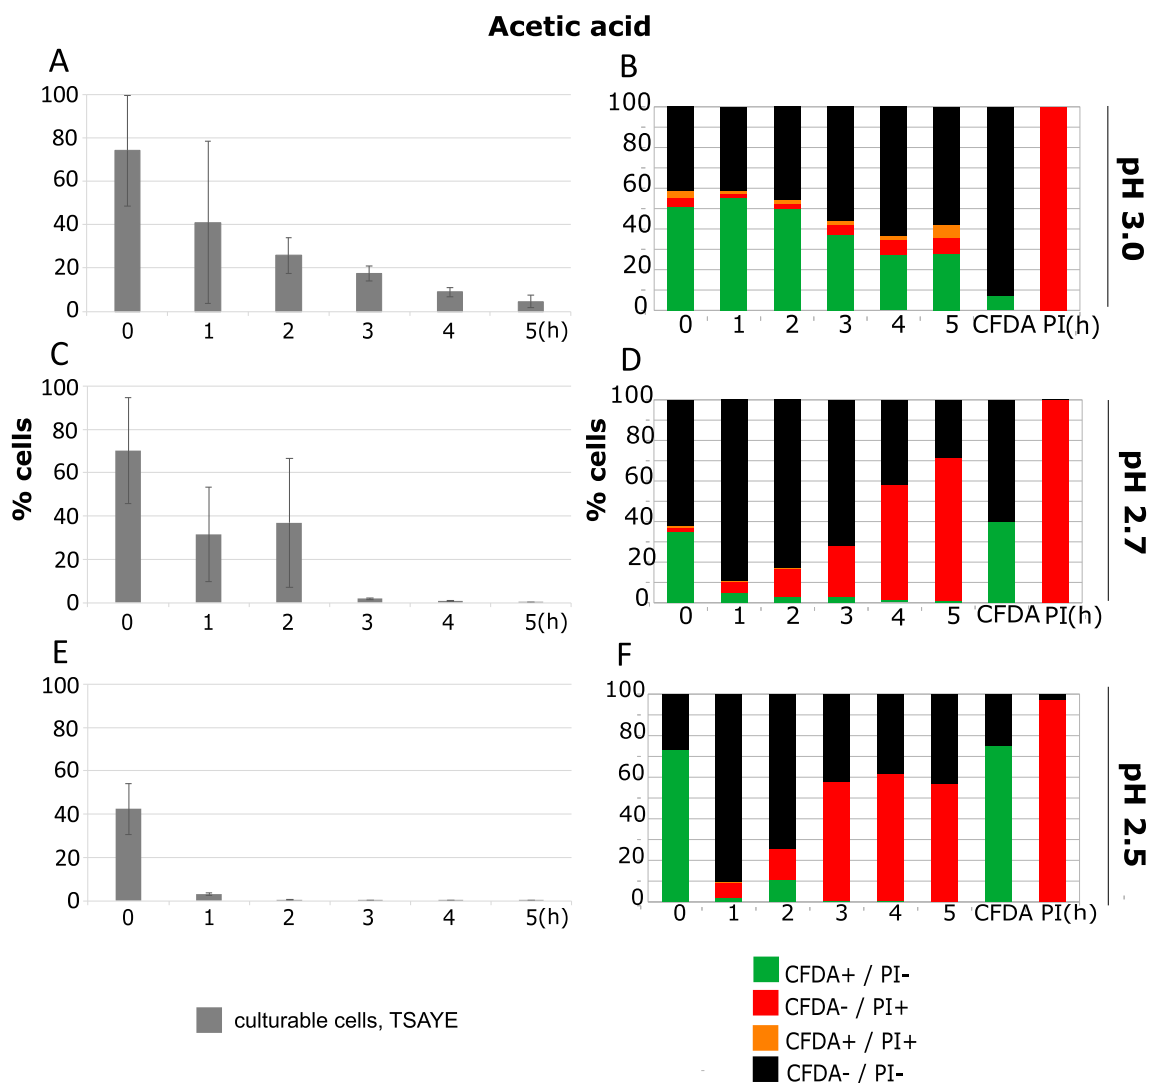 Acetic acid
A
100
80
60
40
20
0
0 1 2 3 4 5(h)
B
100
80
60
40
20
0
0 1 2 3 4 5 CFDA PI(h)
pH 3.0
C
100
80
60
40
20
0
0 1 2 3 4 5(h)
% cells
D
100
80
60
40
20
0
0 1 2 3 4 5 CFDA PI(h)
% cells
pH 2.7
E
100
80
60
40
20
0
0 1 2 3 4 5(h)
F
100
80
60
40
20
0
0 1 2 3 4 5 CFDA PI(h)
pH 2.5
culturable cells, TSAYE
CFDA+ / PI-
CFDA- / PI+
CFDA+ / PI+
CFDA- / PI-